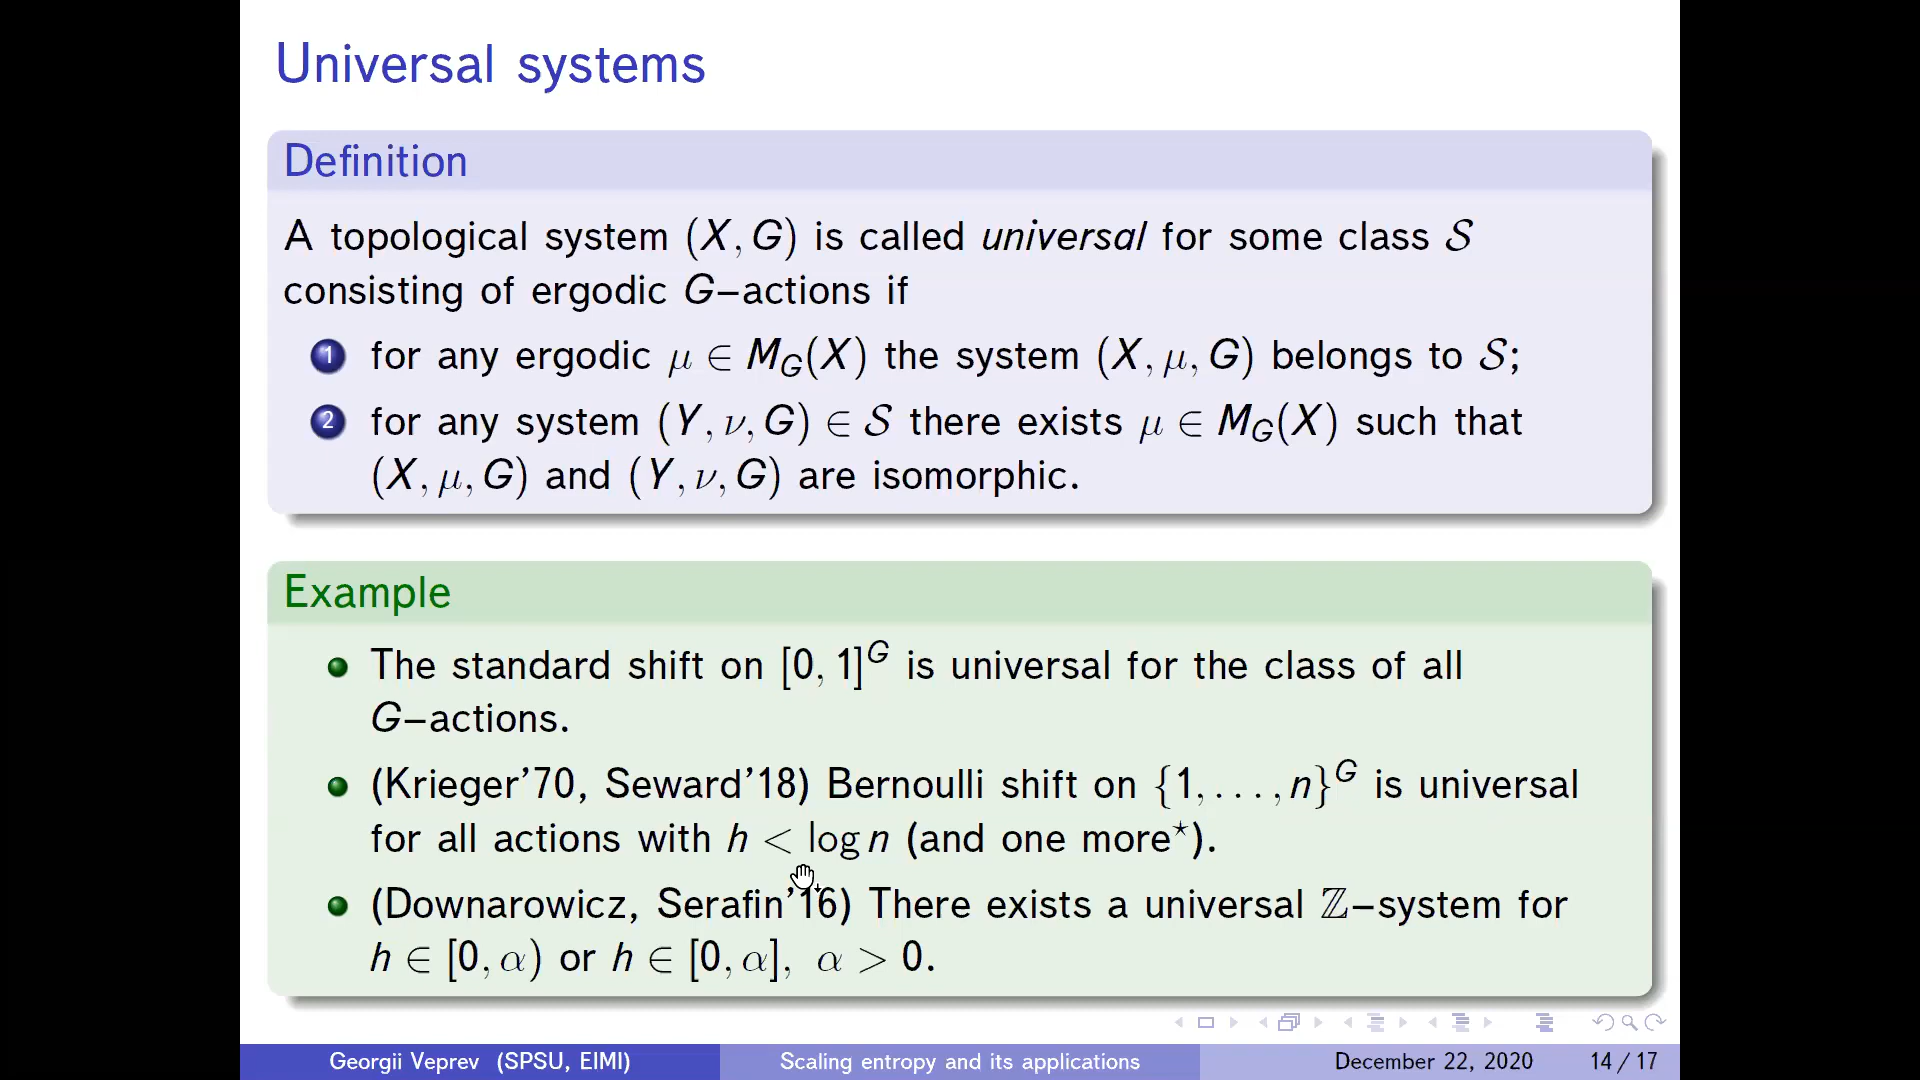 Universal systems
Definition
A topological system (X, G) is called universal for some class 𝒮
consisting of ergodic G–actions if
1 for any ergodic μ ∈ M_G(X) the system (X, μ, G) belongs to 𝒮;
2 for any system (Y, ν, G) ∈ 𝒮 there exists μ ∈ M_G(X) such that
(X, μ, G) and (Y, ν, G) are isomorphic.
Example
The standard shift on [0, 1]^G is universal for the class of all
G–actions.
(Krieger’70, Seward’18) Bernoulli shift on {1, . . . , n}^G is universal
for all actions with h < log n (and one more*).
(Downarowicz, Serafin’16) There exists a universal ℤ–system for
h ∈ [0, α) or h ∈ [0, α], α > 0.
Georgii Veprev (SPSU, EIMI) Scaling entropy and its applications December 22, 2020 14 / 17